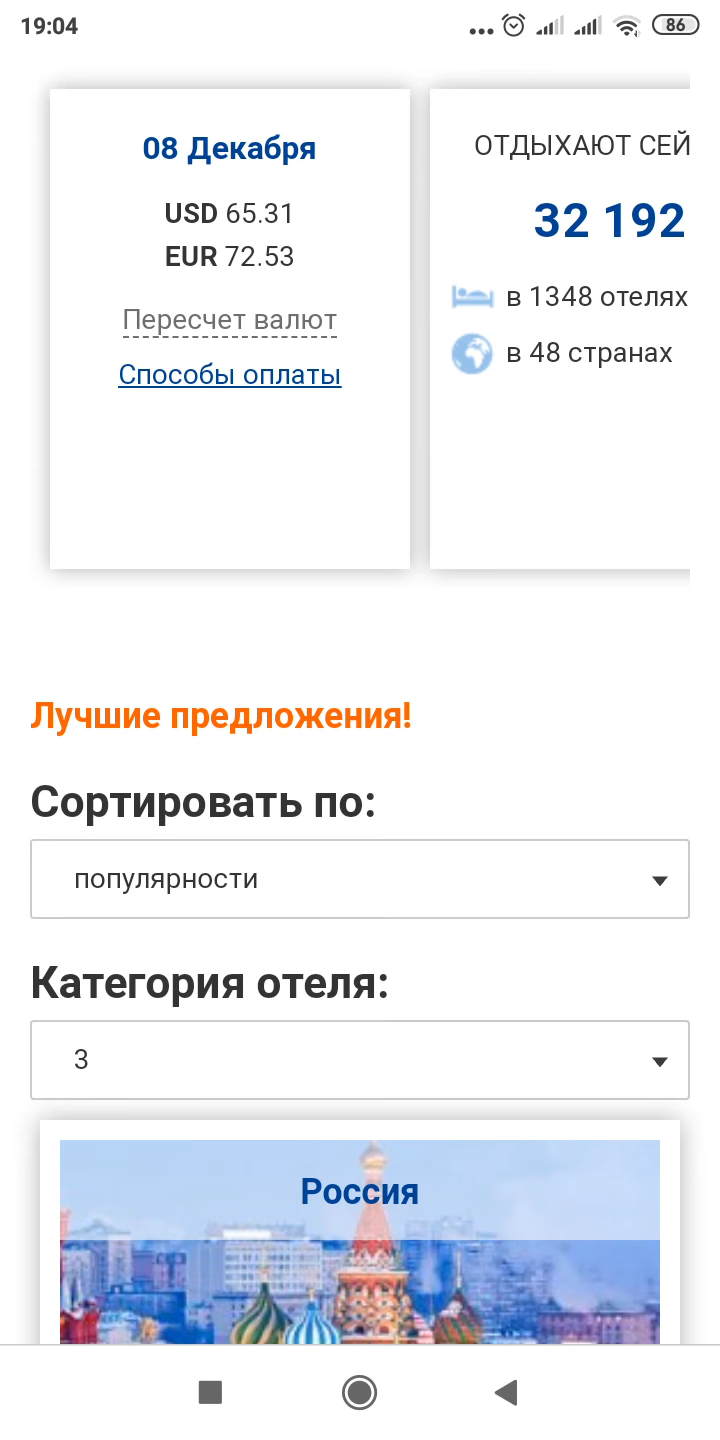 19:04
86
08 Декабря
USD 65.31
EUR 72.53
Пересчет валют
Способы оплаты
ОТДЫХАЮТ СЕЙ
32 192
в 1348 отелях
в 48 странах
Лучшие предложения!
Сортировать по:
популярности
Категория отеля:
3
Россия